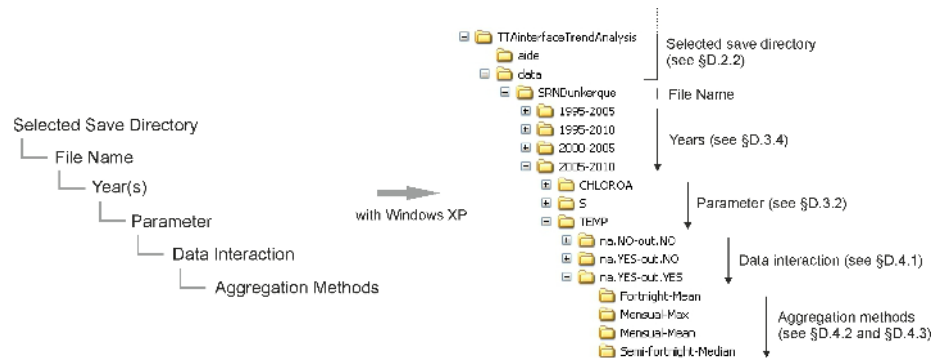 Selected Save Directory
File Name
Year(s)
Parameter
Data Interaction
Aggregation Methods
with Windows XP
TTAinterfaceTrendAnalysis
aide
data
SRNDunkerque
1995-2005
1995-2010
2000-2005
2005-2010
CHLOROA
S
TEMP
na.NO-out.NO
na.YES-out.NO
na.YES-out.YES
Fortnight-Mean
Mensual-Max
Mensual-Mean
Semi-fortnight-Median
Selected save directory
(see §D.2.2)
File Name
Years (see §D.3.4)
Parameter (see §D.3.2)
Data interaction (see §D.4.1)
Aggregation methods
(see §D.4.2 and §D.4.3)